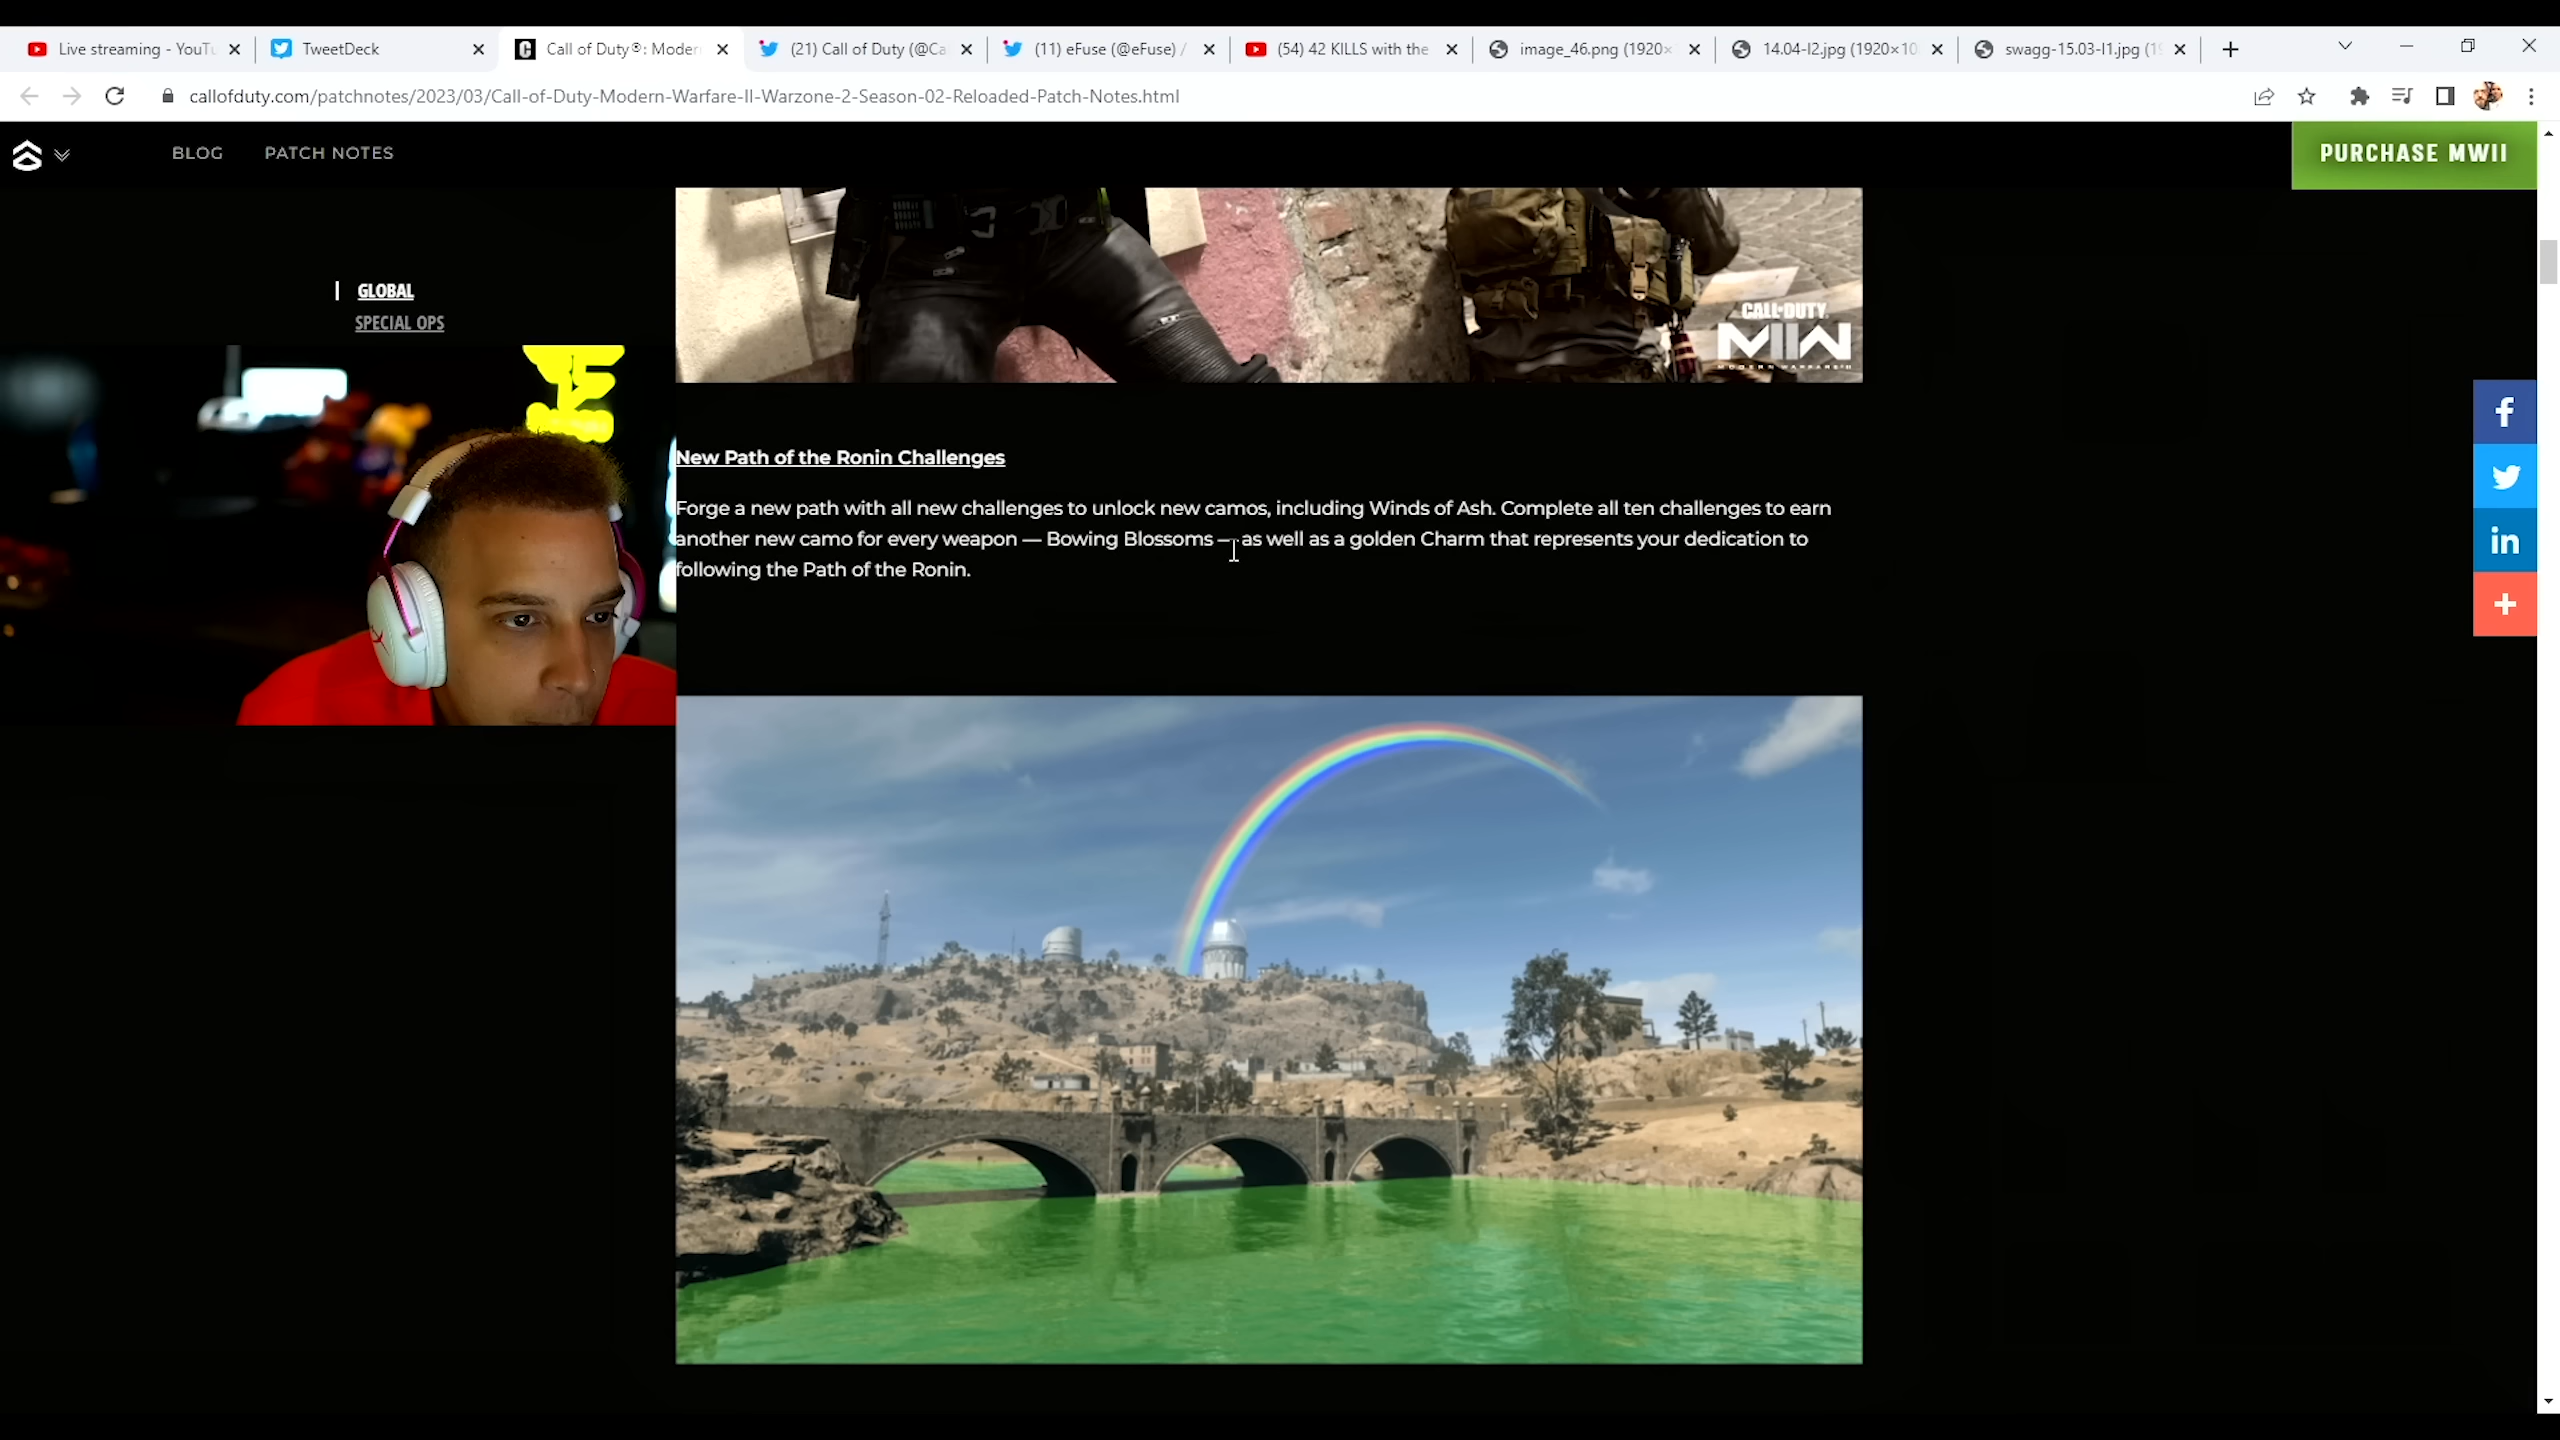 Live streaming - YouTu
TweetDeck
Call of Duty®: Moder
(21) Call of Duty (@Ca
(11) eFuse (@eFuse) /
(54) 42 KILLS with the
image_46.png (1920×
14.04-I2.jpg (1920×10
swagg-15.03-I1.jpg (1
callofduty.com/patchnotes/2023/03/Call-of-Duty-Modern-Warfare-II-Warzone-2-Season-02-Reloaded-Patch-Notes.html
BLOG
PATCH NOTES
PURCHASE MWII
GLOBAL
SPECIAL OPS
CALL OF DUTY
MWII
MODERN WARFARE II
New Path of the Ronin Challenges
Forge a new path with all new challenges to unlock new camos, including Winds of Ash. Complete all ten challenges to earn
another new camo for every weapon — Bowing Blossoms — as well as a golden Charm that represents your dedication to
following the Path of the Ronin.